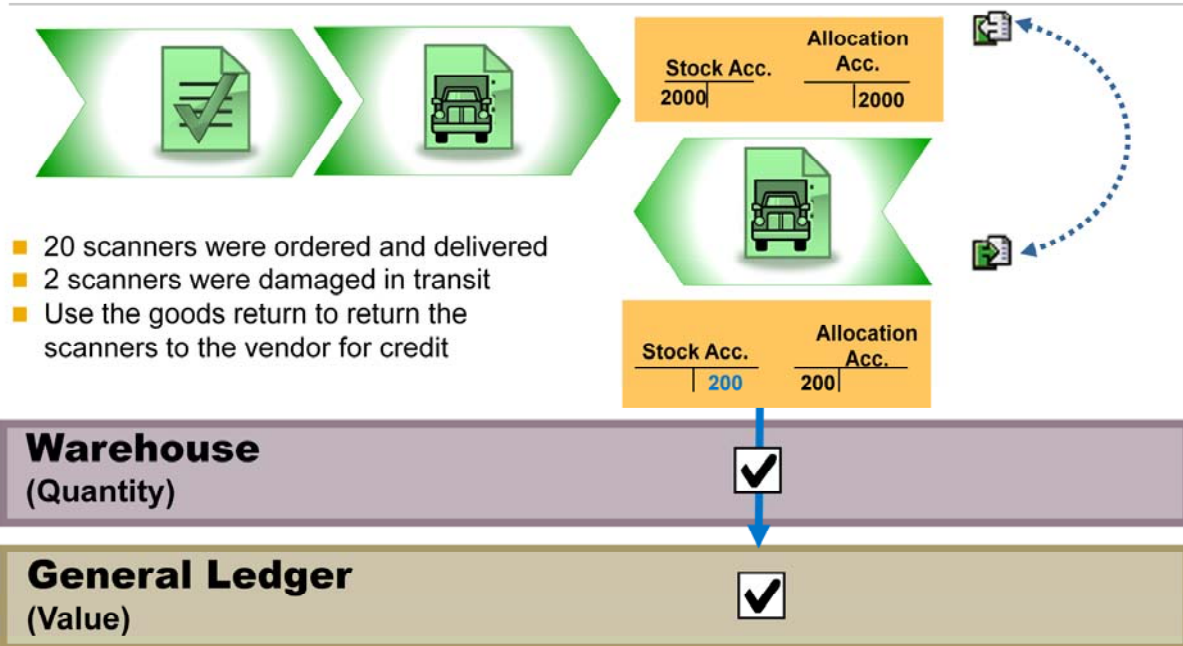 Stock Acc.
Allocation
Acc.
2000
2000
20 scanners were ordered and delivered
2 scanners were damaged in transit
Use the goods return to return the
scanners to the vendor for credit
Stock Acc.
Allocation
Acc.
200
200
Warehouse
(Quantity)
General Ledger
(Value)